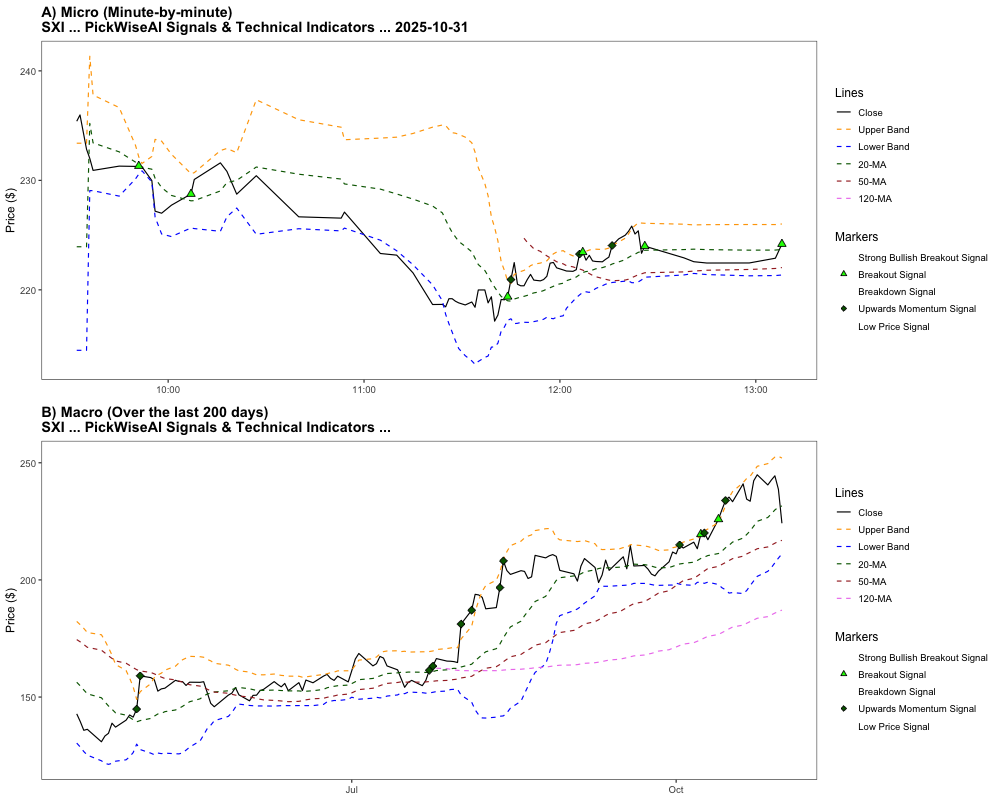 A) Micro (Minute-by-minute)
SXI ... PickWiseAI Signals & Technical Indicators ... 2025-10-31
240
230
220
Price ($)
10:00
11:00
12:00
13:00
Lines
Close
Upper Band
Lower Band
20-MA
50-MA
120-MA
Markers
Strong Bullish Breakout Signal
Breakout Signal
Breakdown Signal
Upwards Momentum Signal
Low Price Signal
B) Macro (Over the last 200 days)
SXI ... PickWiseAI Signals & Technical Indicators ...
250
200
150
Price ($)
Jul
Oct
Lines
Close
Upper Band
Lower Band
20-MA
50-MA
120-MA
Markers
Strong Bullish Breakout Signal
Breakout Signal
Breakdown Signal
Upwards Momentum Signal
Low Price Signal